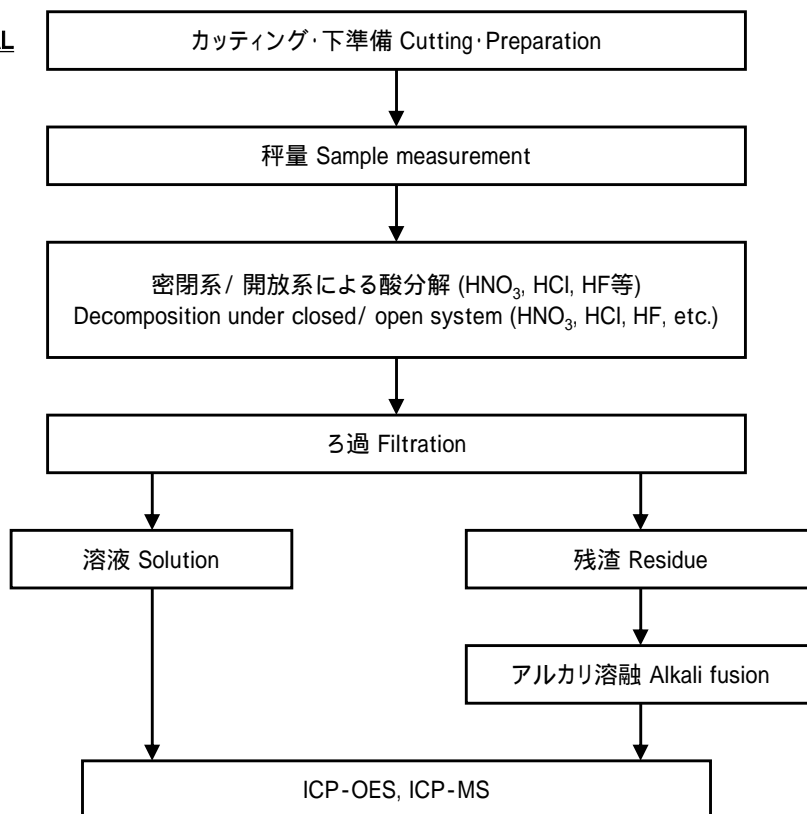 カッティング・下準備 Cutting・Preparation
秤量 Sample measurement
密閉系/ 開放系による酸分解 (HNO₃, HCl, HF等)
Decomposition under closed/ open system (HNO₃, HCl, HF, etc.)
ろ過 Filtration
溶液 Solution
残渣 Residue
アルカリ溶融 Alkali fusion
ICP-OES, ICP-MS